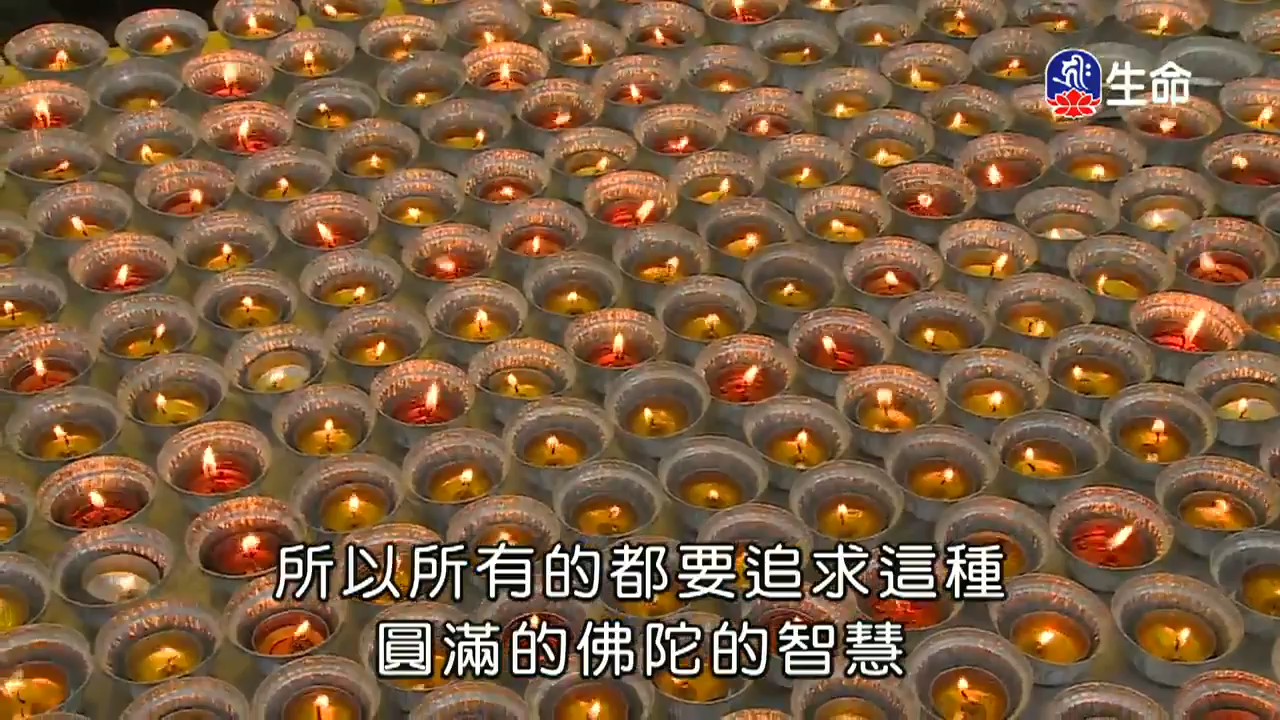 生命
所以所有的都要追求這種
圓滿的佛陀的智慧